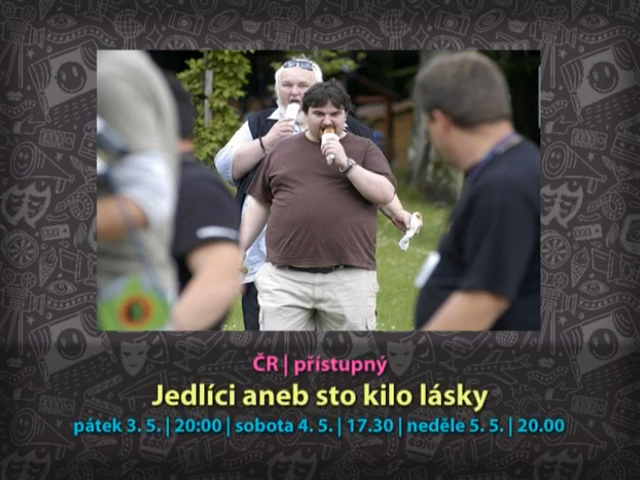 ČR | přístupný
Jedlíci aneb sto kilo lásky
pátek 3. 5. | 20:00 | sobota 4. 5. | 17.30 | neděle 5. 5. | 20.00